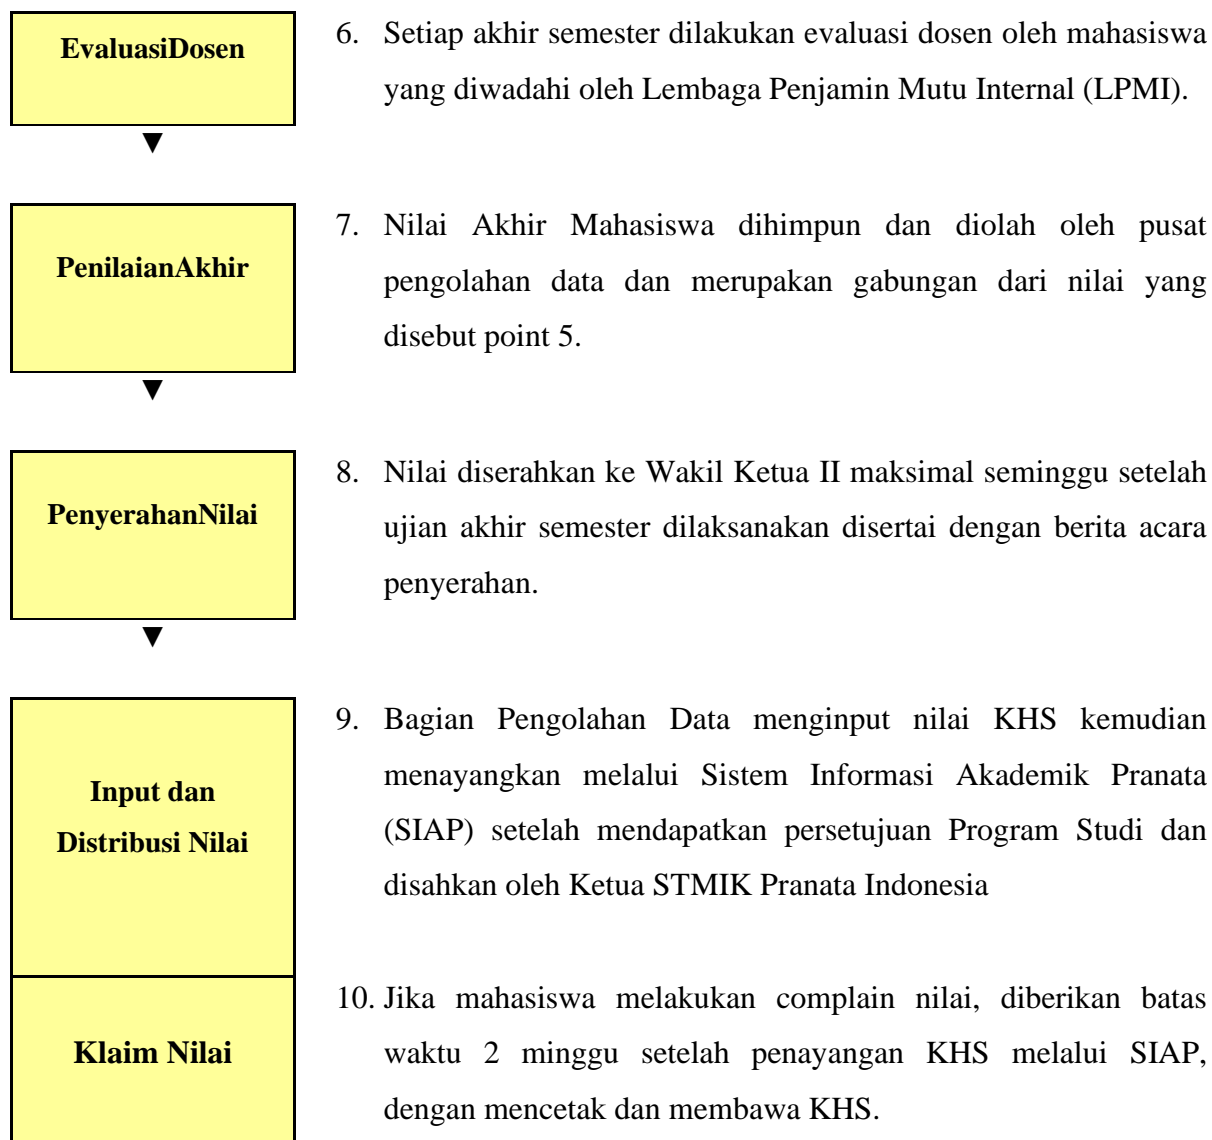 EvaluasiDosen
6. Setiap akhir semester dilakukan evaluasi dosen oleh mahasiswa
yang diwadahi oleh Lembaga Penjamin Mutu Internal (LPMI).
PenilaianAkhir
7. Nilai Akhir Mahasiswa dihimpun dan diolah oleh pusat
pengolahan data dan merupakan gabungan dari nilai yang
disebut point 5.
PenyerahanNilai
8. Nilai diserahkan ke Wakil Ketua II maksimal seminggu setelah
ujian akhir semester dilaksanakan disertai dengan berita acara
penyerahan.
Input dan
Distribusi Nilai
9. Bagian Pengolahan Data menginput nilai KHS kemudian
menayangkan melalui Sistem Informasi Akademik Pranata
(SIAP) setelah mendapatkan persetujuan Program Studi dan
disahkan oleh Ketua STMIK Pranata Indonesia
Klaim Nilai
10. Jika mahasiswa melakukan complain nilai, diberikan batas
waktu 2 minggu setelah penayangan KHS melalui SIAP,
dengan mencetak dan membawa KHS.